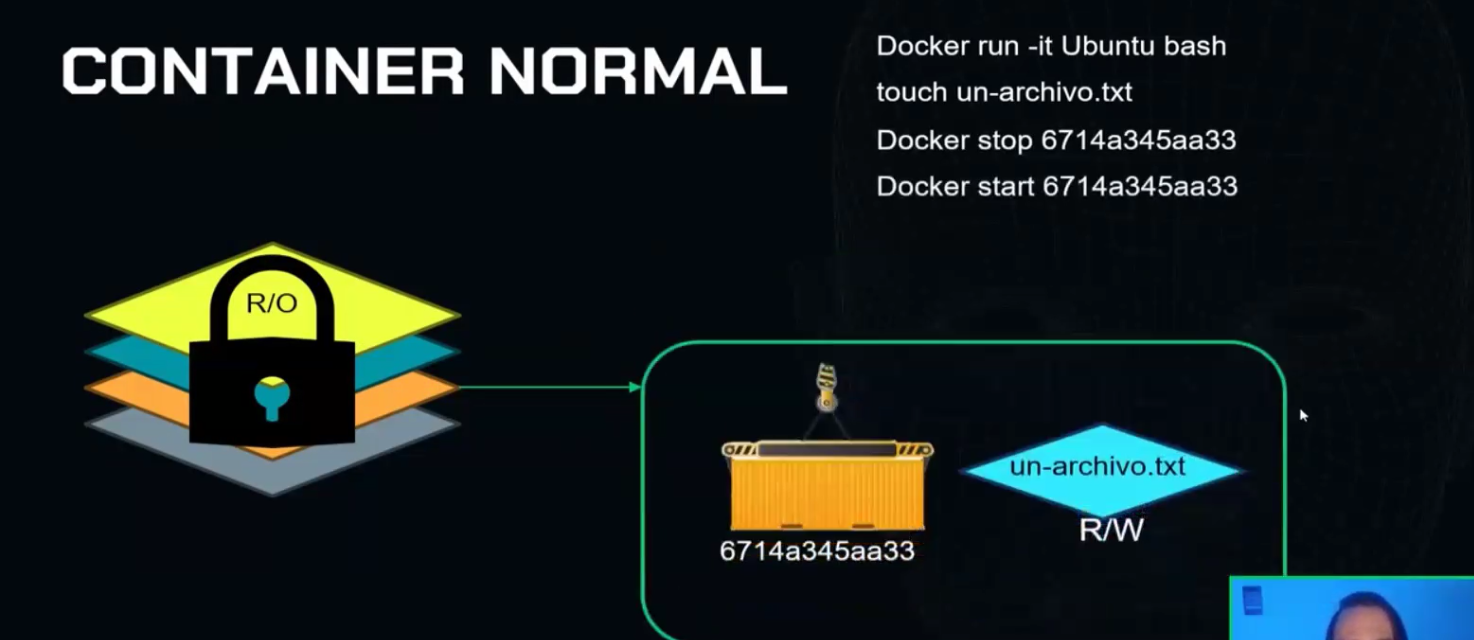 CONTAINER NORMAL
Docker run -it Ubuntu bash
touch un-archivo.txt
Docker stop 6714a345aa33
Docker start 6714a345aa33
R/O
un-archivo.txt
R/W
6714a345aa33